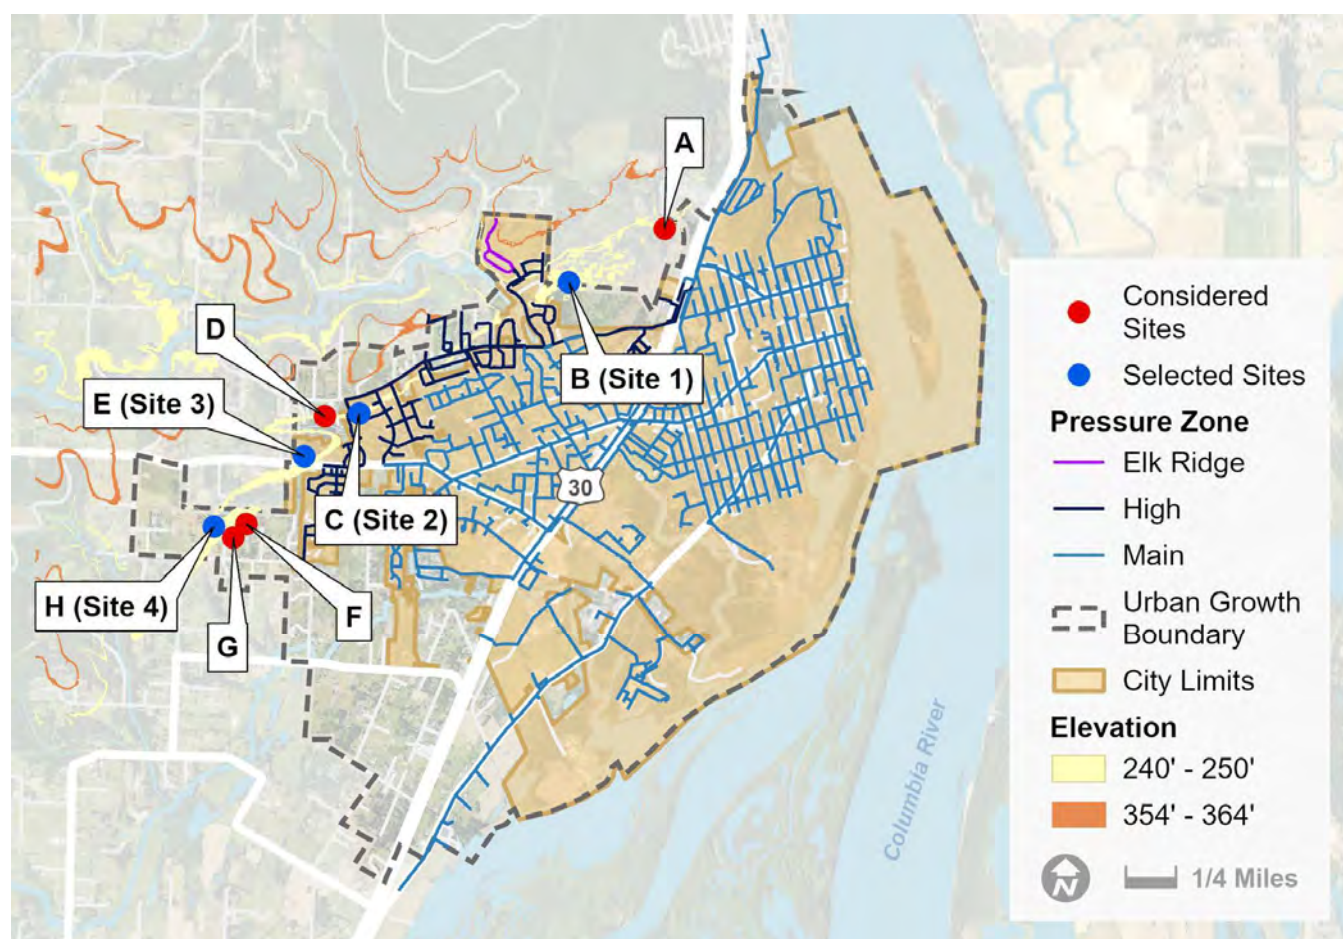 A
D
B (Site 1)
E (Site 3)
30
C (Site 2)
H (Site 4)
F
G
Columbia River
Considered
Sites
Selected Sites
Pressure Zone
Elk Ridge
High
Main
Urban Growth
Boundary
City Limits
Elevation
240' - 250'
354' - 364'
N
1/4 Miles